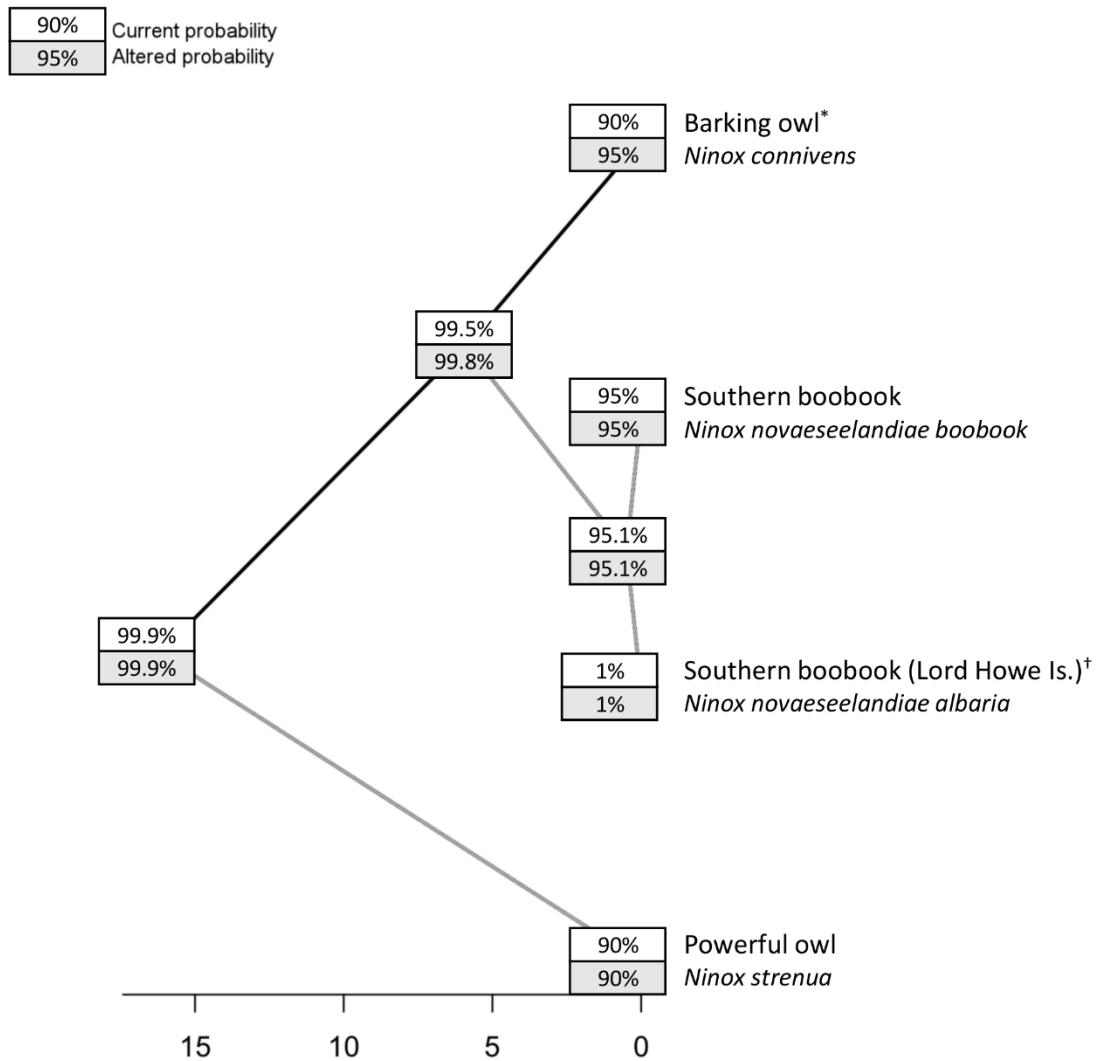 90% Current probability
95% Altered probability
90% Barking owl*
95% Ninox connivens
99.5%
99.8%
95% Southern boobook
95% Ninox novaeseelandiae boobook
95.1%
95.1%
99.9%
99.9%
1% Southern boobook (Lord Howe Is.)†
1% Ninox novaeseelandiae albaria
90% Powerful owl
90% Ninox strenua
15 10 5 0